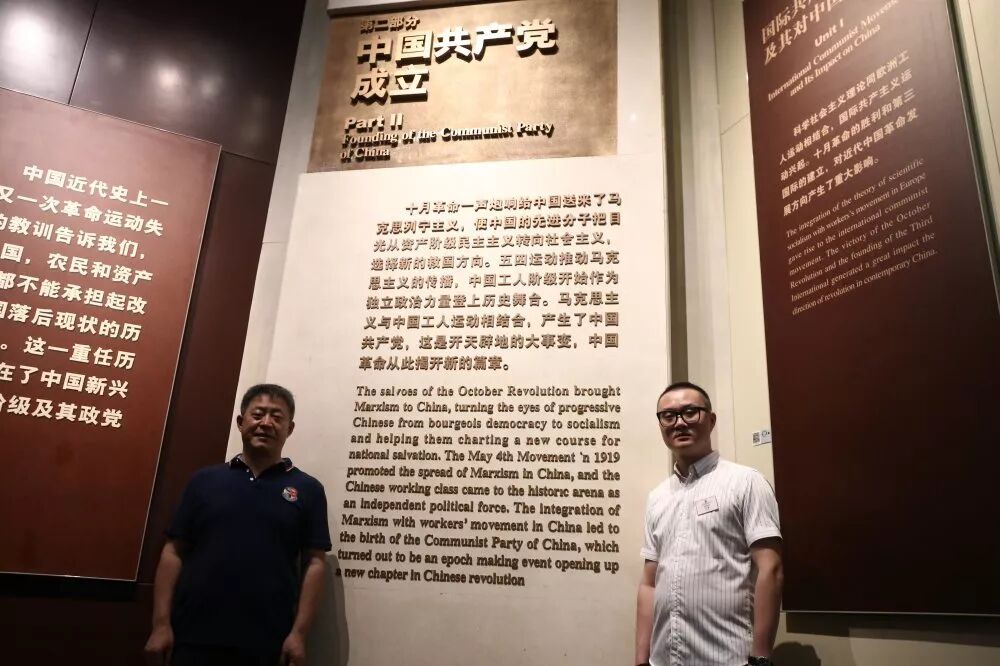 中国近代史上一
又一次革命运动失
的教训告诉我们，
国，农民和资产
都不能承担起改
国落后现状的历
。这一重任历
在了中国新兴
阶级及其政党
第二部分
中国共产党
成立
Part II
Founding of the Communist Party
of China
十月革命一声炮响给中国送来了马
克思列宁主义，使中国的先进分子把目
光从资产阶级民主主义转向社会主义，
选择新的救国方向。五四运动推动马克
思主义的传播，中国工人阶级开始作为
独立政治力量登上历史舞台。马克思主
义与中国工人运动相结合，产生了中国
共产党，这是开天辟地的大事变，中国
革命从此揭开新的篇章。
The salvoes of the October Revolution brought
Marxism to China, turning the eyes of progressive
Chinese from bourgeois democracy to socialism
and helping them charting a new course for
national salvation. The May 4th Movement in 1919
promoted the spread of Marxism in China, and the
Chinese working class came to the historic arena as
an independent political force. The integration of
Marxism with workers' movement in China led to
the birth of the Communist Party of China, which
turned out to be an epoch making event opening up
a new chapter in Chinese revolution
国际共
及其对中国
Unit I
International Communist Movement
and Its Impact on China
科学社会主义理论同欧洲工
人运动相结合，国际共产主义运
动兴起。十月革命的胜利和第三
国际的建立，对近代中国革命发
展方向产生了重大影响。
The integration of the theory of scientific
socialism with workers's movement in Europe
gave rise to the international communist
movement. The victory of the October
Revolution and the founding of the Third
International generated a great impact the
direction of revolution in contemporary China.